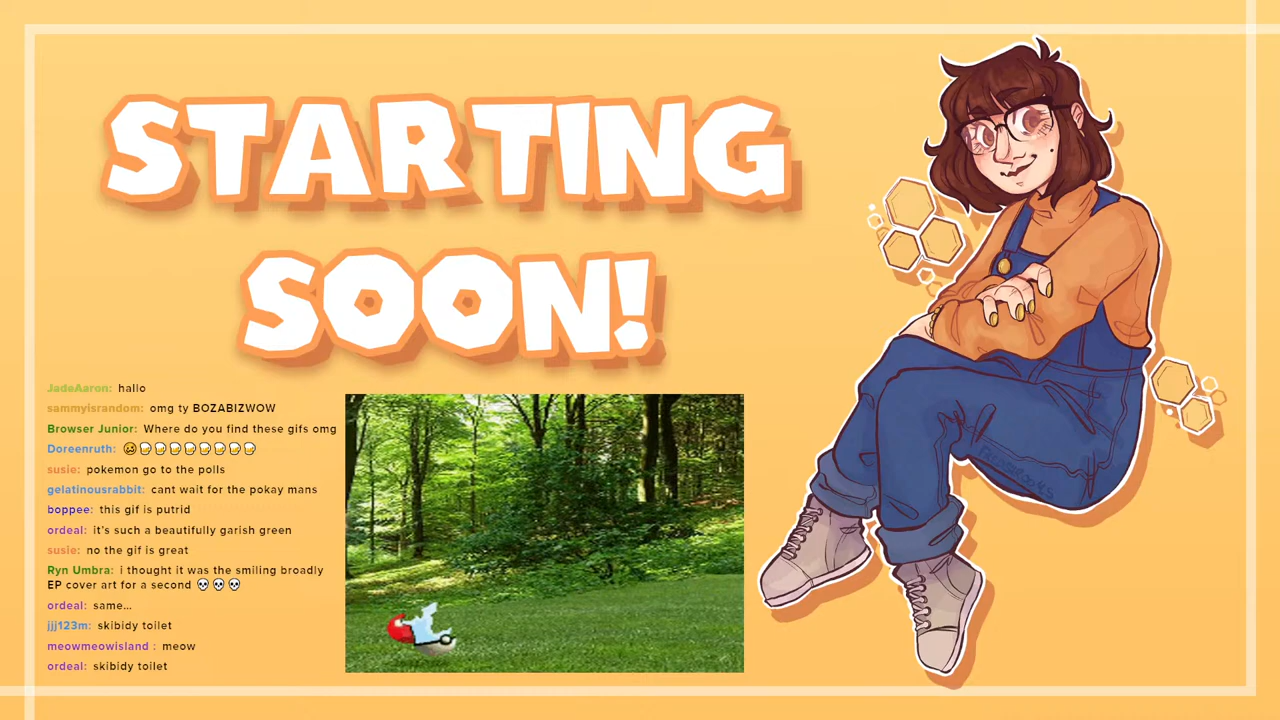 STARTING
SOON!
JadeAaron: hallo
sammyisrandom: omg ty BOZABIZWOW
Browser Junior: Where do you find these gifs omg
Doreenruth: 🥴🍺🍺🍺🍺🍺🍺🍺🍺
susie: pokemon go to the polls
gelatinousrabbit: cant wait for the pokay mans
boppee: this gif is putrid
ordeal: it's such a beautifully garish green
susie: no the gif is great
Ryn Umbra: i thought it was the smiling broadly
EP cover art for a second 💀💀💀
ordeal: same...
jjj123m: skibidy toilet
meowmeowisland : meow
ordeal: skibidy toilet